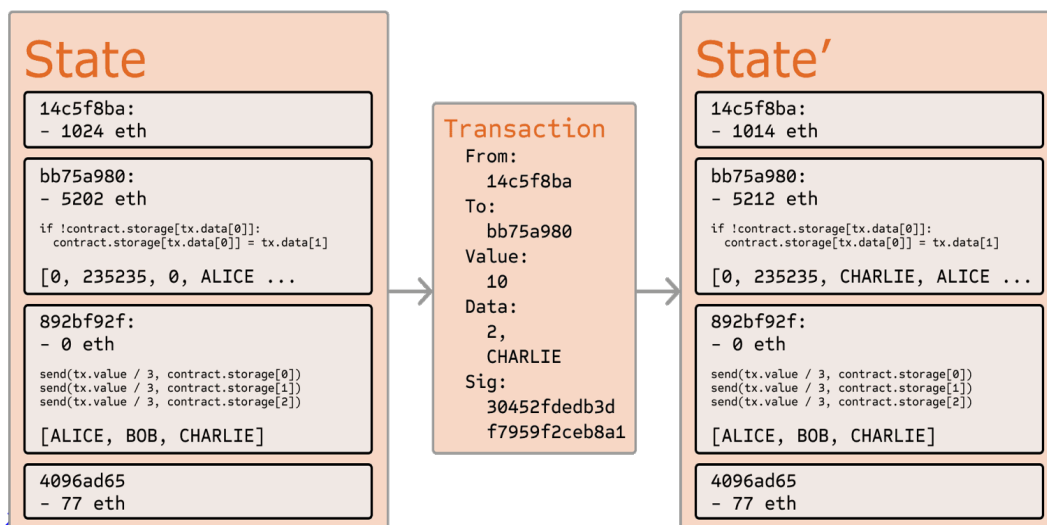 State
14c5f8ba:
- 1024 eth
bb75a980:
- 5202 eth
if !contract.storage[tx.data[0]]:
contract.storage[tx.data[0]] = tx.data[1]
[0, 235235, 0, ALICE ...
892bf92f:
- 0 eth
send(tx.value / 3, contract.storage[0])
send(tx.value / 3, contract.storage[1])
send(tx.value / 3, contract.storage[2])
[ALICE, BOB, CHARLIE]
4096ad65
- 77 eth
Transaction
From:
14c5f8ba
To:
bb75a980
Value:
10
Data:
2,
CHARLIE
Sig:
30452fdedb3d
f7959f2ceb8a1
State’
14c5f8ba:
- 1014 eth
bb75a980:
- 5212 eth
if !contract.storage[tx.data[0]]:
contract.storage[tx.data[0]] = tx.data[1]
[0, 235235, CHARLIE, ALICE ...
892bf92f:
- 0 eth
send(tx.value / 3, contract.storage[0])
send(tx.value / 3, contract.storage[1])
send(tx.value / 3, contract.storage[2])
[ALICE, BOB, CHARLIE]
4096ad65
- 77 eth